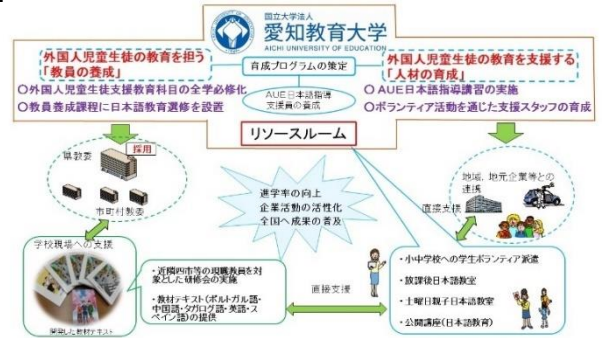 国立大学法人
愛知教育大学
AICHI UNIVERSITY OF EDUCATION
外国人児童生徒の教育を担う
「教員の養成」
○外国人児童生徒支援教育科目の全学必修化
○教員養成課程に日本語教育選修を設置
育成プログラムの策定
AUE日本語指導
支援員の養成
外国人児童生徒の教育を支援する
「人材の育成」
○AUE日本語指導講習の実施
○ボランティア活動を通じた支援スタッフの育成
リソースルーム
県教委
採用
市町村教委
進学率の向上
企業活動の活性化
全国へ成果の普及
地域、地元企業等との
連携
直接支援
学校現場への支援
開発した教材テキスト
・近隣四市等の現職教員を対
象とした研修会の実施
・教材テキスト(ポルトガル語・
中国語・タガログ語・英語・ス
ペイン語)の提供
直接支援
・小中学校への学生ボランティア派遣
・放課後日本語教室
・土曜日親子日本語教室
・公開講座(日本語教育)